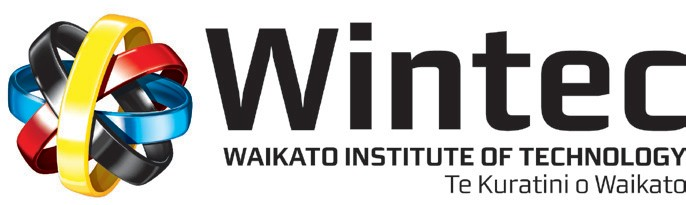 Wintec
WAIKATO INSTITUTE OF TECHNOLOGY
Te Kuratini o Waikato